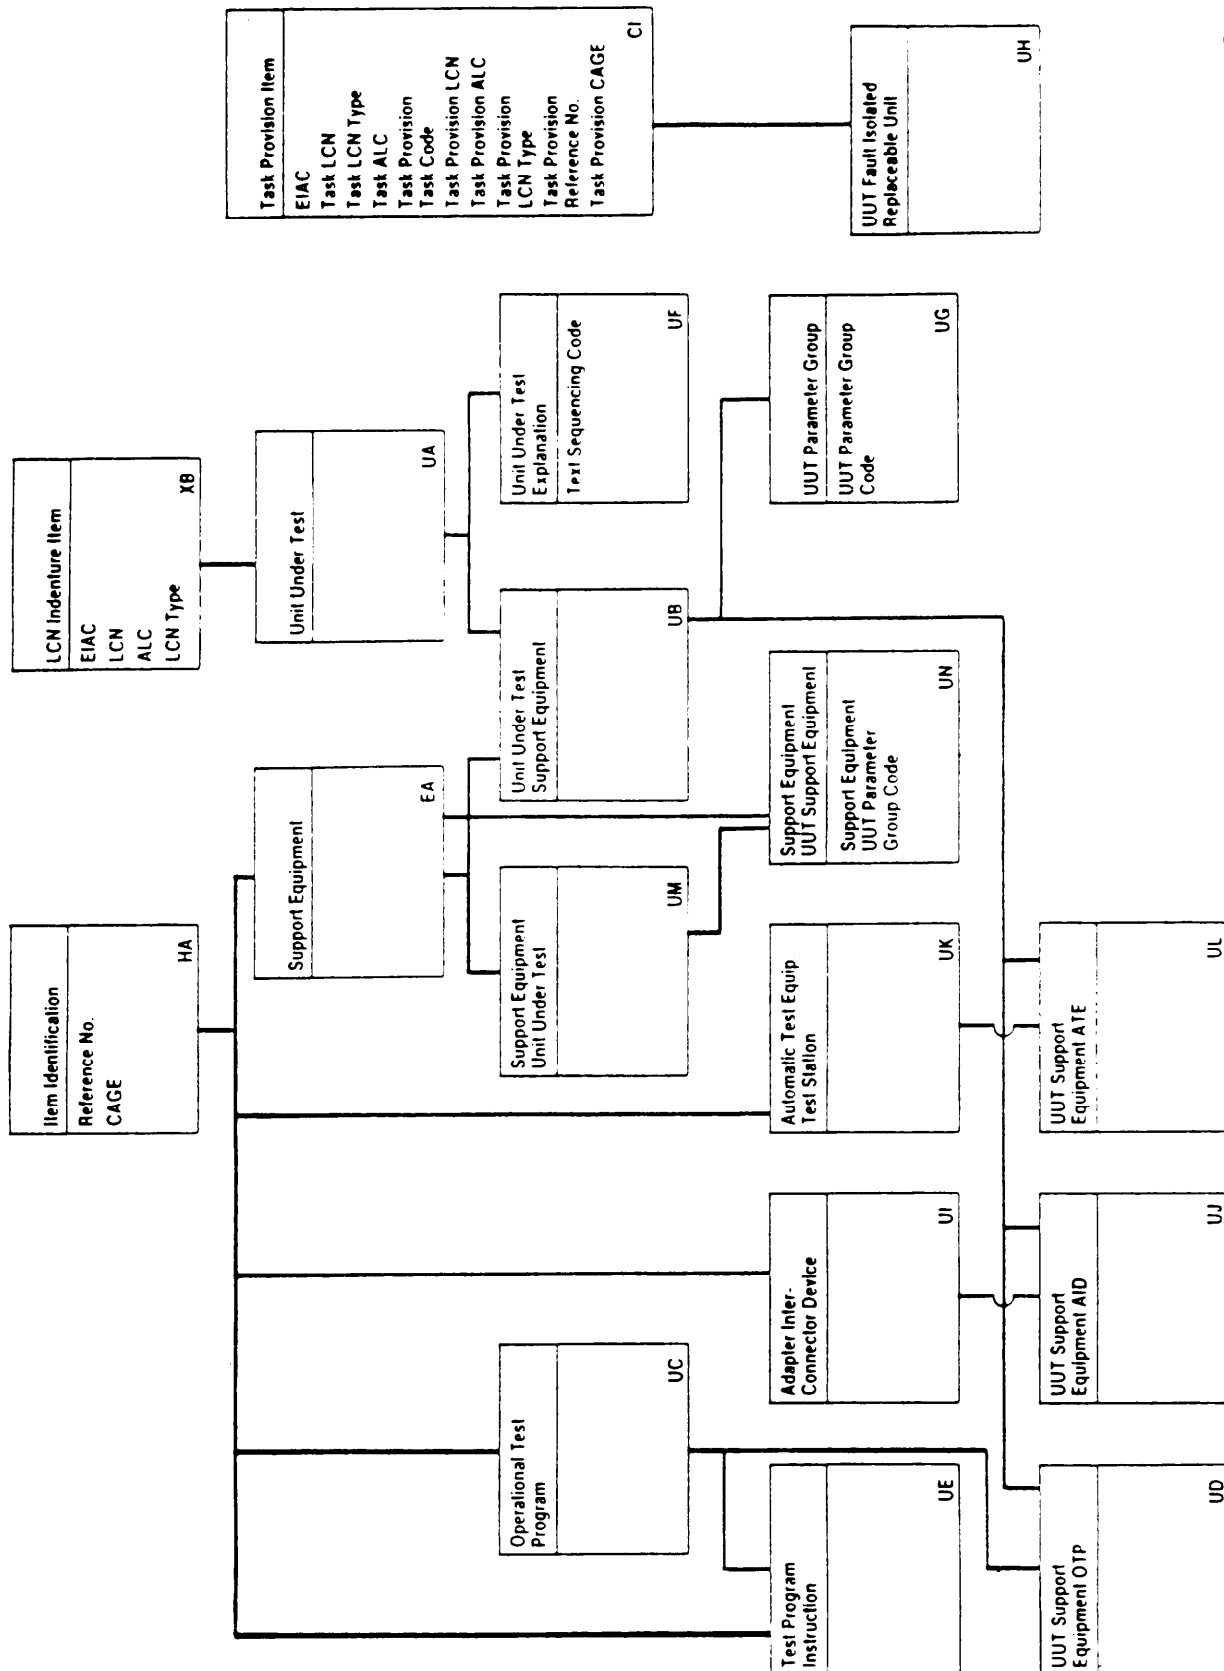 Item Identification
Reference No.
CAGE
HA
LCN Indenture Item
EIAC
LCN
ALC
LCN Type
XB
Task Provision Item
EIAC
Task LCN
Task LCN Type
Task ALC
Task Provision
Task Code
Task Provision LCN
Task Provision ALC
Task Provision
LCN Type
Task Provision
Reference No.
Task Provision CAGE
CI
Support Equipment
EA
Unit Under Test
UA
Operational Test
Program
UC
Support Equipment
Unit Under Test
UM
Unit Under Test
Support Equipment
UB
Unit Under Test
Explanation
Text Sequencing Code
UF
Test Program
Instruction
UE
Adapter Inter-
Connector Device
UI
Automatic Test Equip
Test Station
UK
Support Equipment
UUT Support Equipment
Support Equipment
UUT Parameter
Group Code
UN
UUT Parameter Group
UUT Parameter Group
Code
UG
UUT Fault Isolated
Replaceable Unit
UH
UUT Support
Equipment OTP
UD
UUT Support
Equipment AID
UJ
UUT Support
Equipment ATE
UL